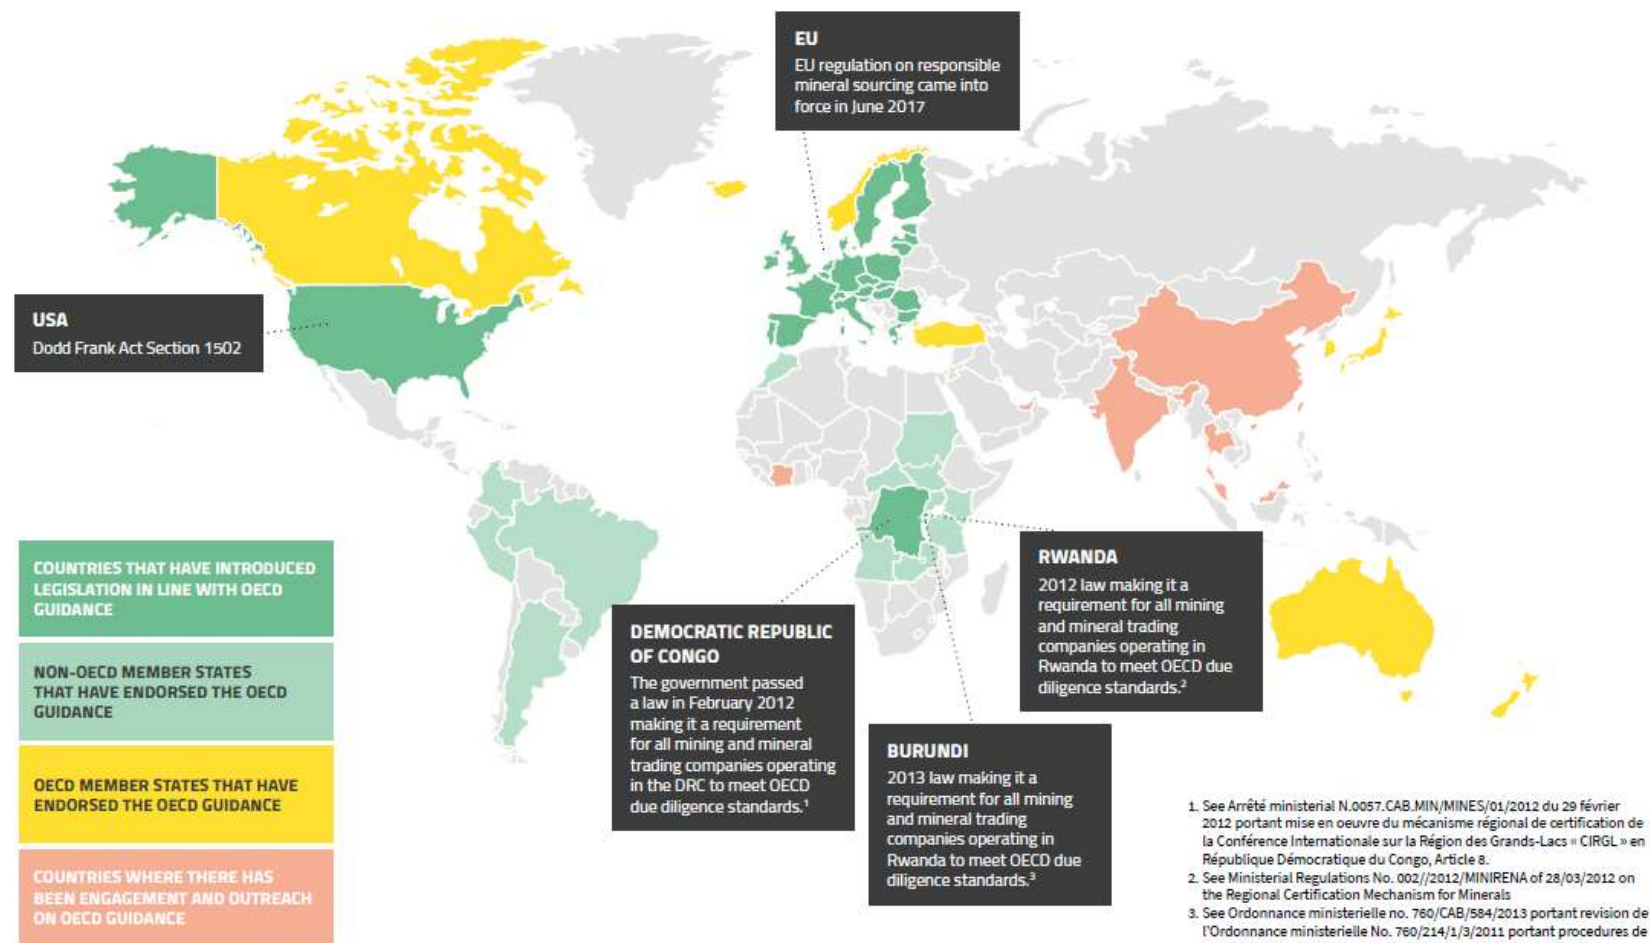 EU
EU regulation on responsible
mineral sourcing came into
force in June 2017
USA
Dodd Frank Act Section 1502
COUNTRIES THAT HAVE INTRODUCED
LEGISLATION IN LINE WITH OECD
GUIDANCE
NON-OECD MEMBER STATES
THAT HAVE ENDORSED THE OECD
GUIDANCE
OECD MEMBER STATES THAT HAVE
ENDORSED THE OECD GUIDANCE
COUNTRIES WHERE THERE HAS
BEEN ENGAGEMENT AND OUTREACH
ON OECD GUIDANCE
DEMOCRATIC REPUBLIC
OF CONGO
The government passed
a law in February 2012
making it a requirement
for all mining and mineral
trading companies operating
in the DRC to meet OECD
due diligence standards.¹
BURUNDI
2013 law making it a
requirement for all mining
and mineral trading
companies operating in
Rwanda to meet OECD due
diligence standards.³
RWANDA
2012 law making it a
requirement for all mining
and mineral trading
companies operating in
Rwanda to meet OECD due
diligence standards.²
1. See Arrêté ministerial N.0057.CAB.MIN/MINES/01/2012 du 29 février
2012 portant mise en oeuvre du mécanisme régional de certification de
la Conférence Internationale sur la Région des Grands-Lacs « CIRGL » en
République Démocratique du Congo, Article 8.
2. See Ministerial Regulations No. 002//2012/MINIRENA of 28/03/2012 on
the Regional Certification Mechanism for Minerals
3. See Ordonnance ministerielle no. 760/CAB/584/2013 portant revision de
l'Ordonnance ministerielle No. 760/214/1/3/2011 portant procedures de